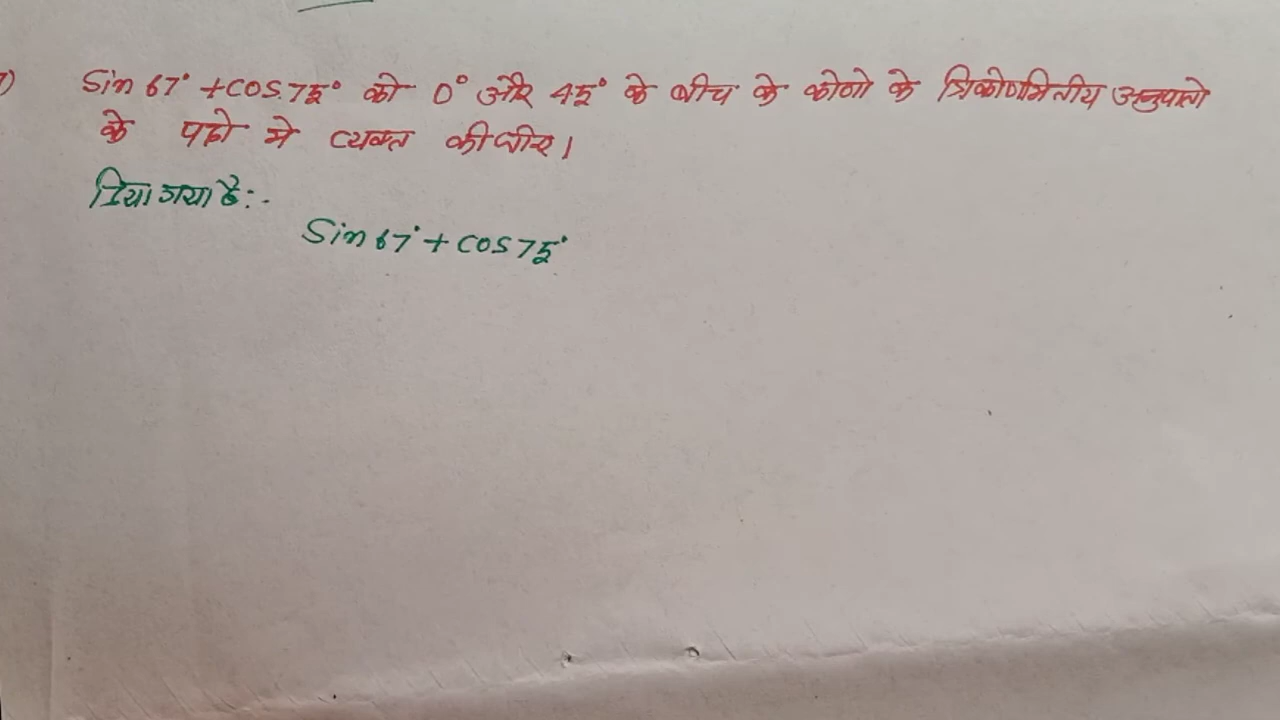 Sin 67° + cos 75° को 0° और 45° के बीच के कोणो के त्रिकोणमितीय अनुपातो
के पदो मे व्यक्त कीजीए।
दिया गया है:-
Sin 67° + cos 75°